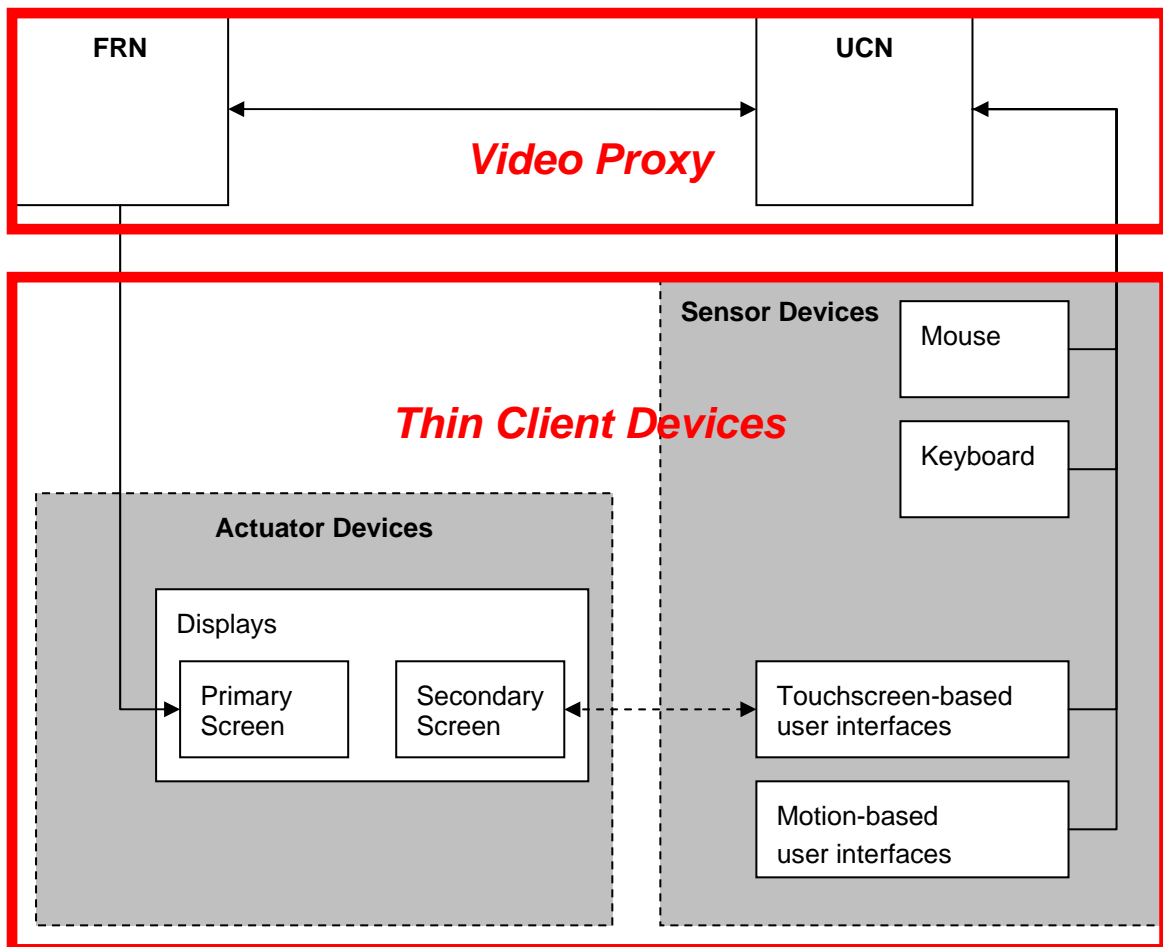 FRN
UCN
Video Proxy
Sensor Devices
Mouse
Thin Client Devices
Keyboard
Actuator Devices
Displays
Primary
Screen
Secondary
Screen
Touchscreen-based
user interfaces
Motion-based
user interfaces